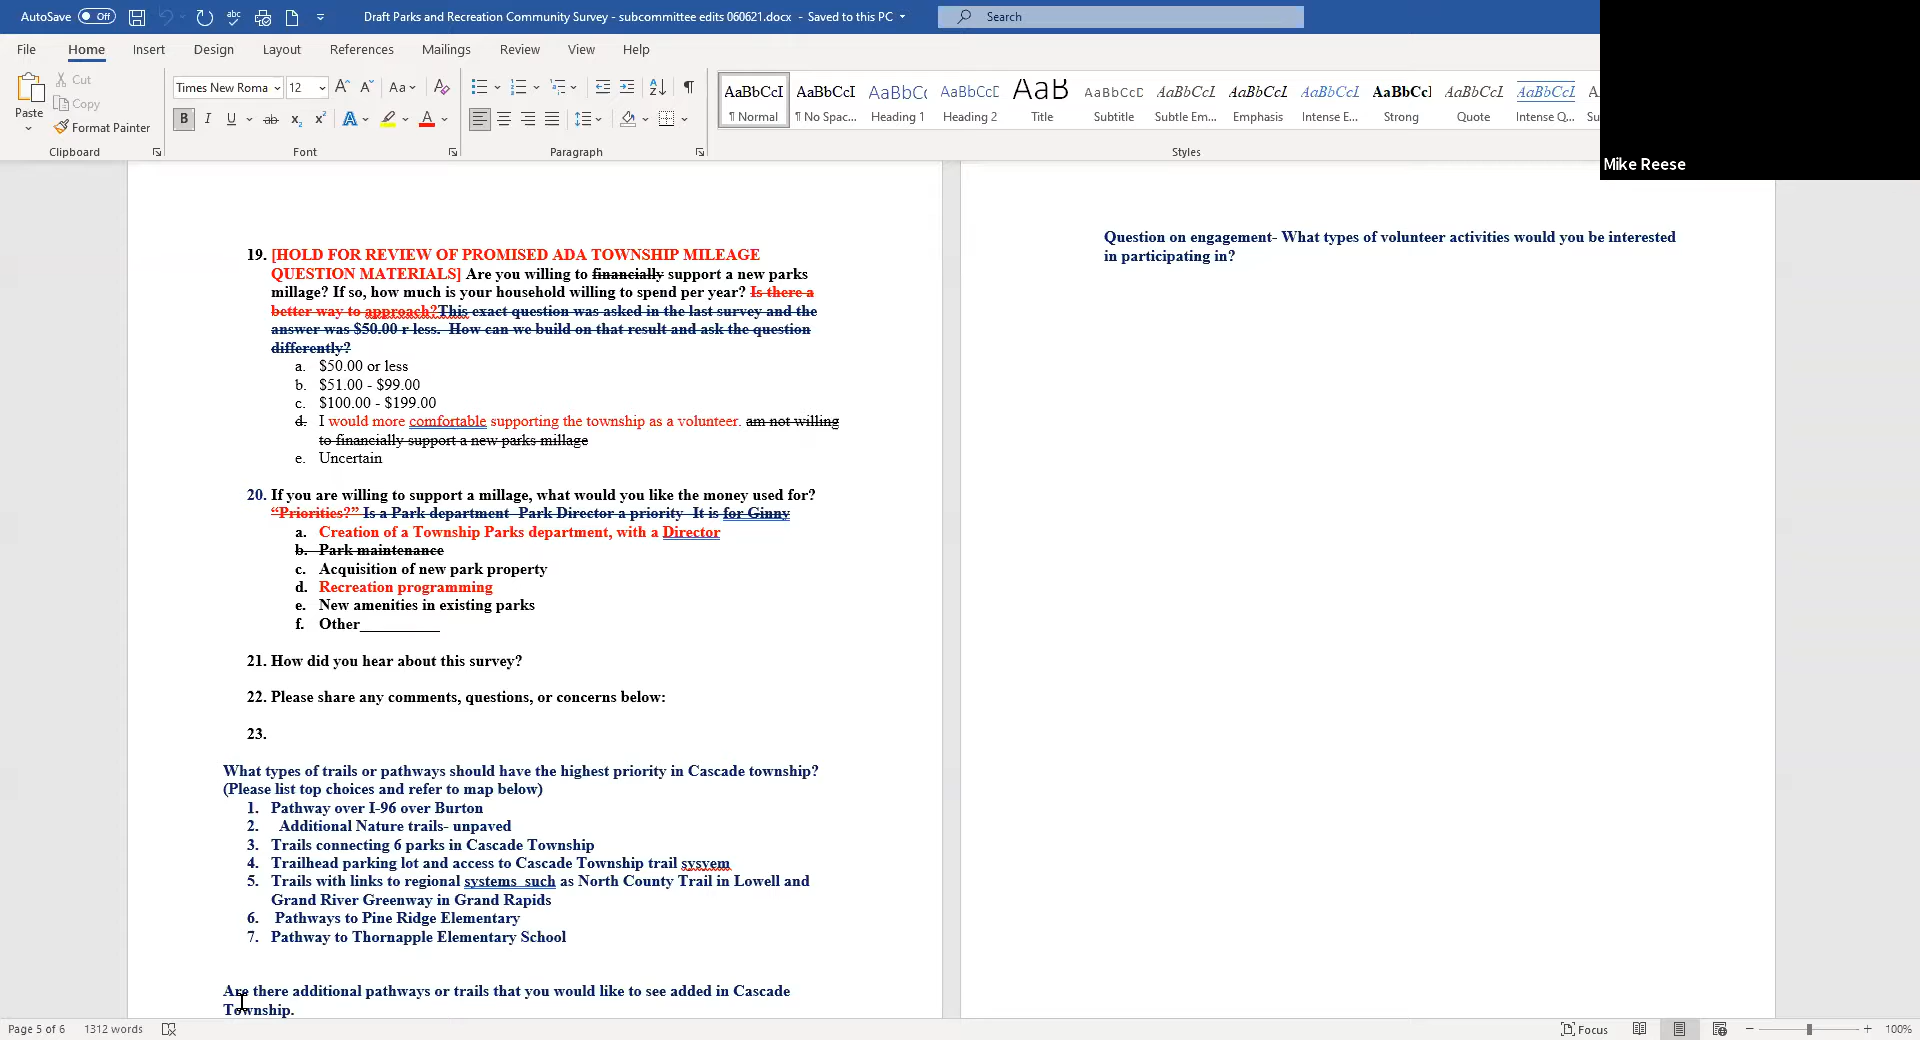 AutoSave Off Draft Parks and Recreation Community Survey - subcommittee edits 060621.docx - Saved to this PC Search
File Home Insert Design Layout References Mailings Review View Help
Paste Cut Copy Format Painter
Times New Roma 12
Normal No Spac... Heading 1 Heading 2 Title Subtitle Subtle Em... Emphasis Intense E... Strong Quote Intense Q... Su
Clipboard Font Paragraph Styles
Mike Reese
19. [HOLD FOR REVIEW OF PROMISED ADA TOWNSHIP MILEAGE
QUESTION MATERIALS] Are you willing to financially support a new parks
millage? If so, how much is your household willing to spend per year? Is there a
better way to approach?This exact question was asked in the last survey and the
answer was $50.00 r less. How can we build on that result and ask the question
differently?
a. $50.00 or less
b. $51.00 - $99.00
c. $100.00 - $199.00
d. I would more comfortable supporting the township as a volunteer. am not willing
to financially support a new parks millage
e. Uncertain
20. If you are willing to support a millage, what would you like the money used for?
“Priorities?” Is a Park department Park Director a priority It is for Ginny
a. Creation of a Township Parks department, with a Director
b. Park maintenance
c. Acquisition of new park property
d. Recreation programming
e. New amenities in existing parks
f. Other__________
21. How did you hear about this survey?
22. Please share any comments, questions, or concerns below:
23.
What types of trails or pathways should have the highest priority in Cascade township?
(Please list top choices and refer to map below)
1. Pathway over I-96 over Burton
2. Additional Nature trails- unpaved
3. Trails connecting 6 parks in Cascade Township
4. Trailhead parking lot and access to Cascade Township trail sysvem
5. Trails with links to regional systems such as North County Trail in Lowell and
Grand River Greenway in Grand Rapids
6. Pathways to Pine Ridge Elementary
7. Pathway to Thornapple Elementary School
Are there additional pathways or trails that you would like to see added in Cascade
Township.
Question on engagement- What types of volunteer activities would you be interested
in participating in?
Page 5 of 6 1312 words Focus 100%